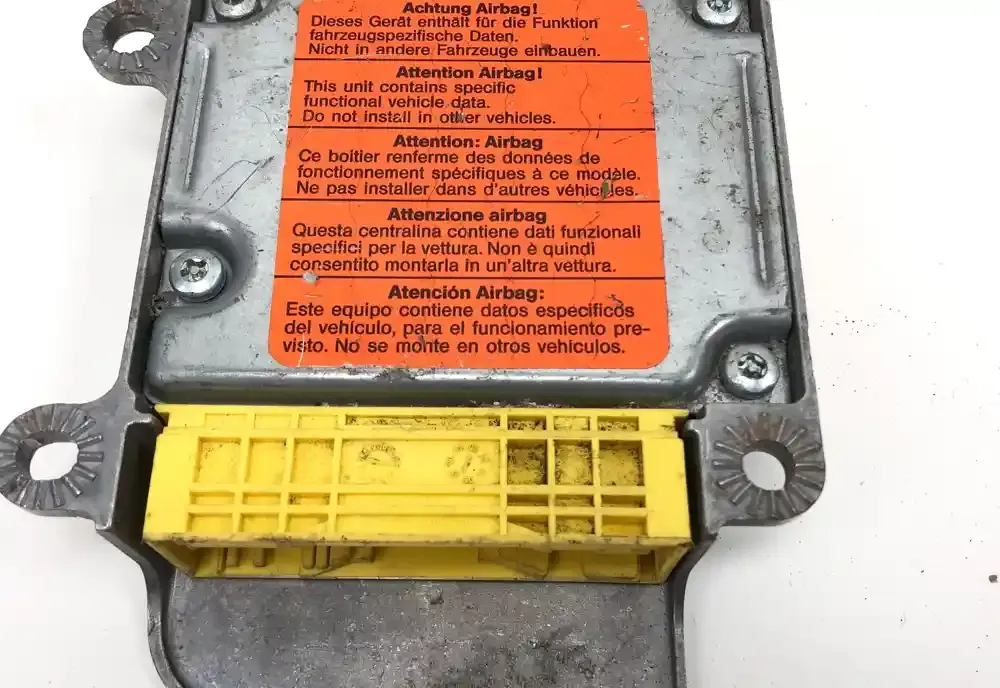 Achtung Airbag!
Dieses Gerät enthält für die Funktion
fahrzeugspezifische Daten.
Nicht in andere Fahrzeuge einbauen.
Attention Airbag!
This unit contains specific
functional vehicle data.
Do not install in other vehicles.
Attention: Airbag
Ce boitier renferme des données de
fonctionnement spécifiques à ce modèle.
Ne pas installer dans d'autres véhicules.
Attenzione airbag
Questa centralina contiene dati funzionali
specifici per la vettura. Non è quindi
consentito montarla in un'altra vettura.
Atención Airbag:
Este equipo contiene datos especificos
del vehículo, para el funcionamiento pre-
visto. No se monte en otros vehiculos.